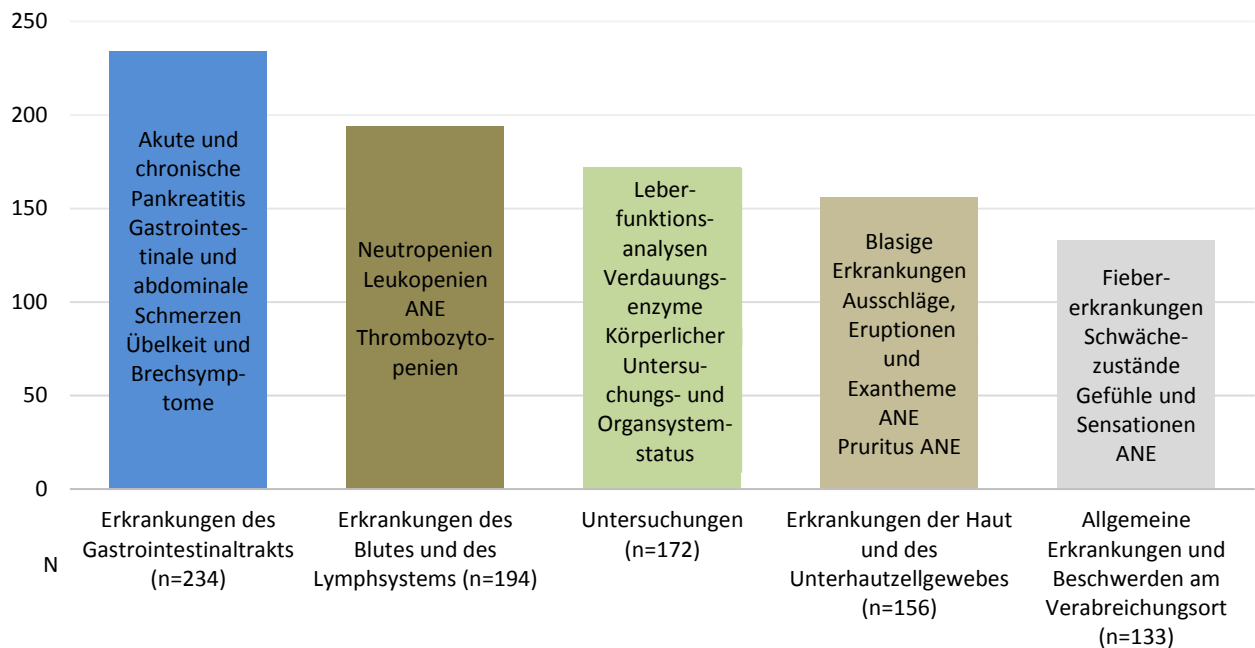 250
200
150
100
50
0
N
Akute und
chronische
Pankreatitis
Gastrointes-
tinale und
abdominale
Schmerzen
Übelkeit und
Brechsymp-
tome
Neutropenien
Leukopenien
ANE
Thrombozyto-
penien
Leber-
funktions-
analysen
Verdauungs-
enzyme
Körperlicher
Untersu-
chungs- und
Organsystem-
status
Blasige
Erkrankungen
Ausschläge,
Eruptionen
und
Exantheme
ANE
Pruritus ANE
Fieber-
erkrankungen
Schwäche-
zustände
Gefühle und
Sensationen
ANE
Erkrankungen des
Gastrointestinaltrakts
(n=234)
Erkrankungen des
Blutes und des
Lymphsystems (n=194)
Untersuchungen
(n=172)
Erkrankungen der Haut
und des
Unterhautzellgewebes
(n=156)
Allgemeine
Erkrankungen und
Beschwerden am
Verabreichungsort
(n=133)